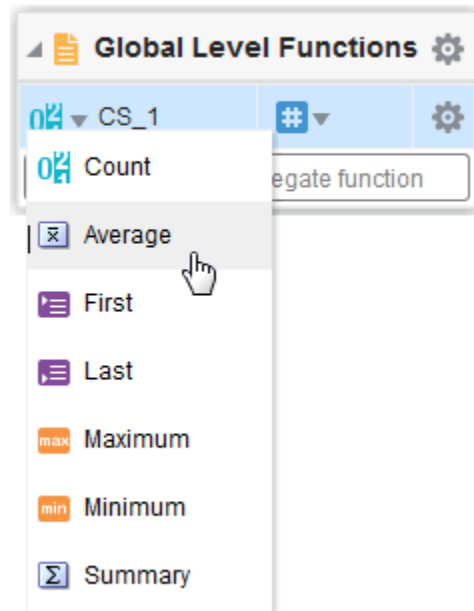 Global Level Functions
CS_1 #
Count
egate function
x̄ Average
First
Last
max Maximum
min Minimum
Σ Summary